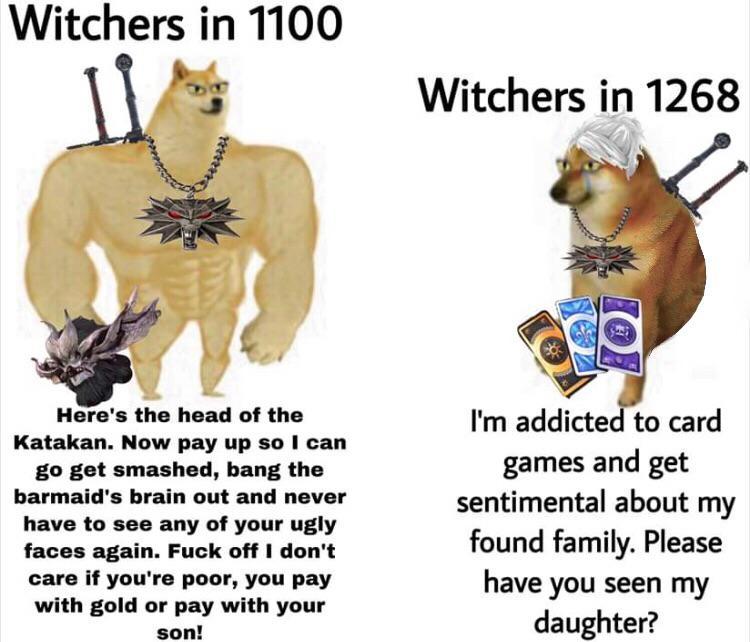 Witchers in 1100
Here's the head of the
Katakan. Now pay up so I can
go get smashed, bang the
barmaid's brain out and never
have to see any of your ugly
faces again. Fuck off I don't
care if you're poor, you pay
with gold or pay with your
son!
Witchers in 1268
I'm addicted to card
games and get
sentimental about my
found family. Please
have you seen my
daughter?